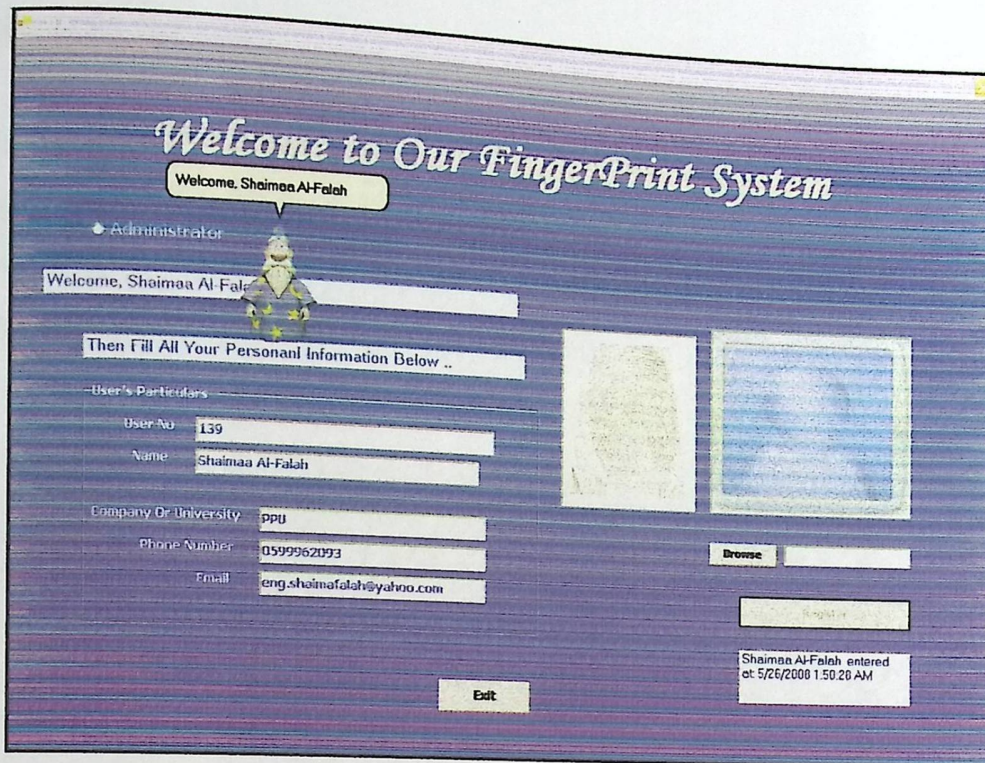 Welcome to Our FingerPrint System
Welcome, Shaimaa Al-Falah
Administrator
Welcome, Shaimaa Al-Fala
Then Fill All Your Personanl Information Below ..
User's Particulars
User No 139
Name Shaimaa Al-Falah
Company Or University PPU
Phone Number 0599962093
Email eng.shaimafalah@yahoo.com
Browse
Register
Shaimaa Al-Falah entered
at 5/26/2008 1:50:28 AM
Exit